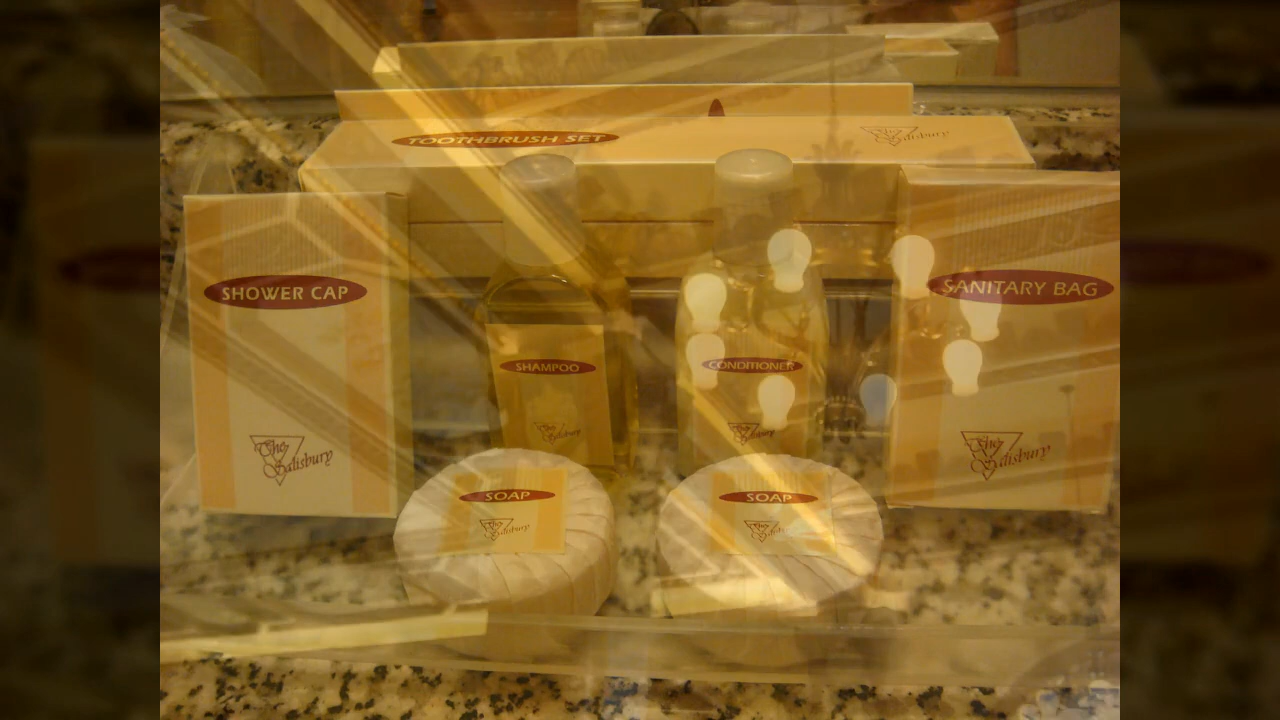 TOOTHBRUSH SET
The Salisbury
SHOWER CAP
The Salisbury
SHAMPOO
The Salisbury
CONDITIONER
The Salisbury
SANITARY BAG
The Salisbury
SOAP
The Salisbury
SOAP
The Salisbury